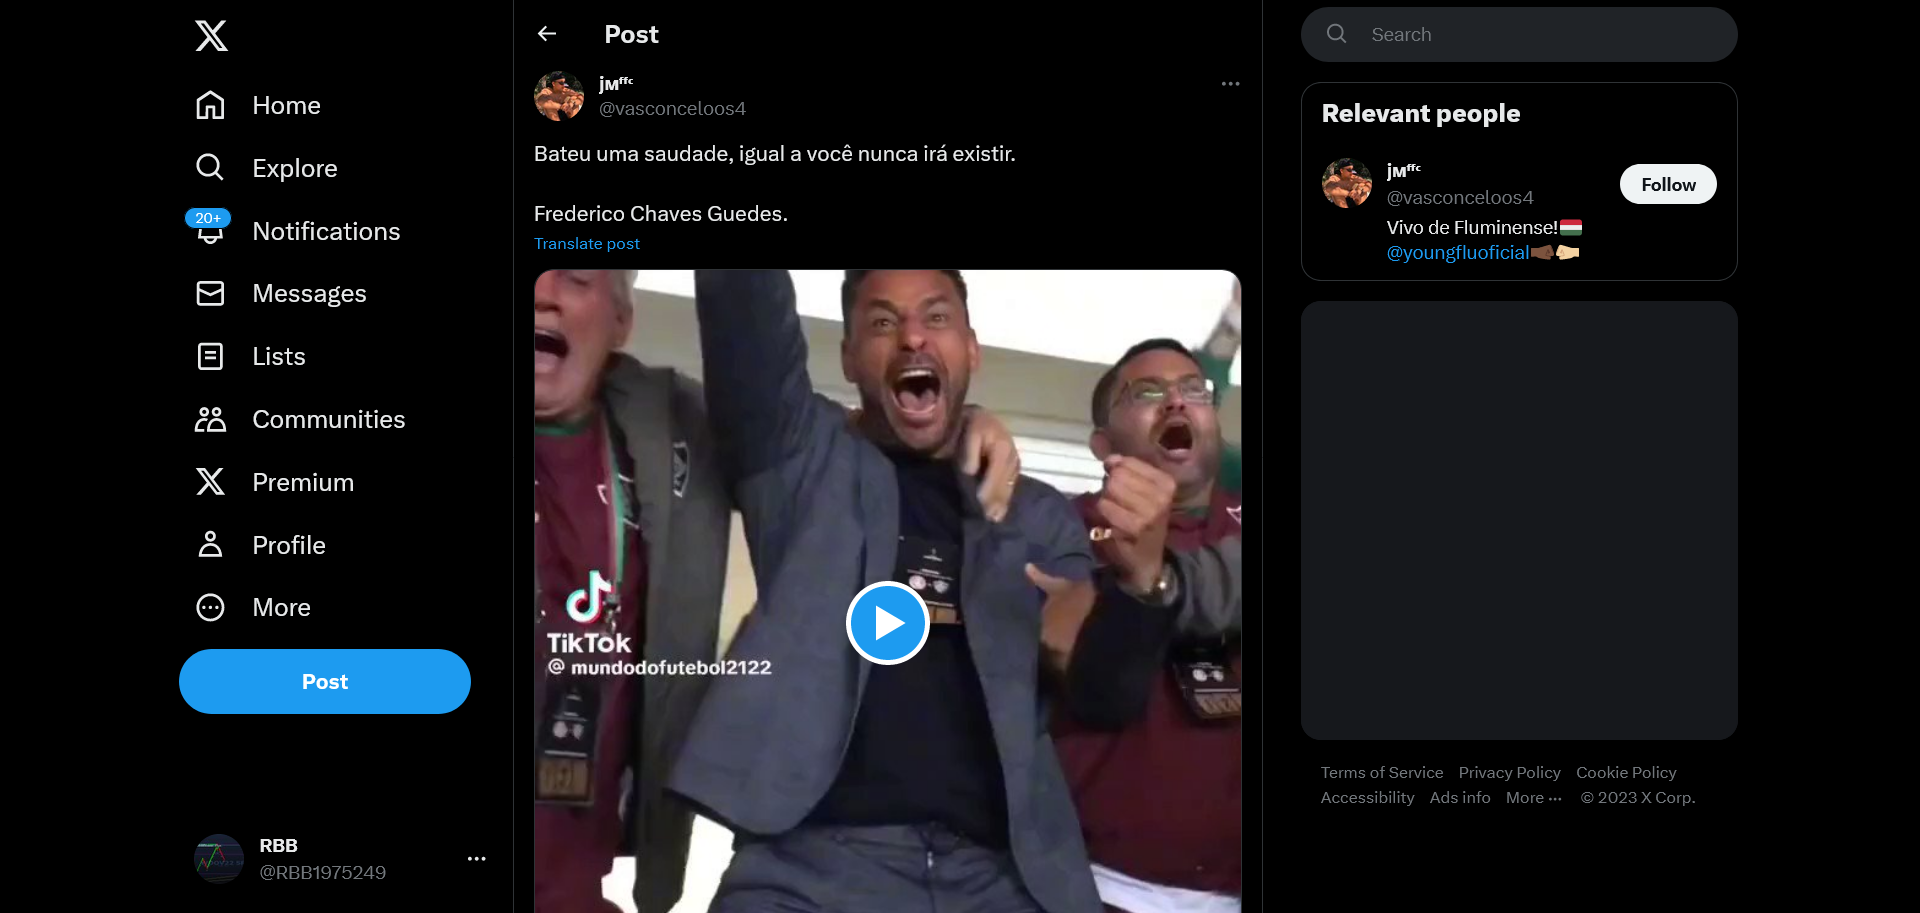 Home
Explore
20+
Notifications
Messages
Lists
Communities
Premium
Profile
More
Post
RBB
@RBB1975249
Post
jᴍᶠᶠᶜ
@vasconceloos4
Bateu uma saudade, igual a você nunca irá existir.
Frederico Chaves Guedes.
Translate post
TikTok
@ mundodofutebol2122
Search
Relevant people
jᴍᶠᶠᶜ
@vasconceloos4
Follow
Vivo de Fluminense!🇭🇺
@youngfluoficial🤜🏾🤛🏼
Terms of Service Privacy Policy Cookie Policy
Accessibility Ads info More ··· © 2023 X Corp.